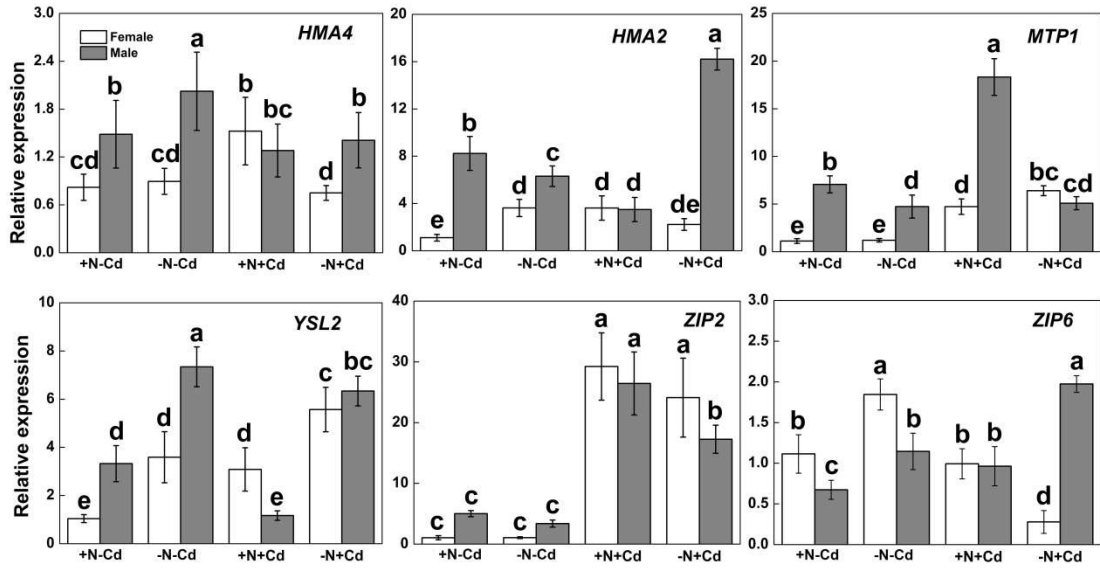 Relative expression
3.0
2.4
1.8
1.2
0.6
0.0
Female
Male
HMA4
cd
b
cd
a
b
bc
d
b
+N-Cd
-N-Cd
+N+Cd
-N+Cd
20
16
12
8
4
0
HMA2
e
b
d
c
d
d
de
a
+N-Cd
-N-Cd
+N+Cd
-N+Cd
25
20
15
10
5
0
MTP1
e
b
e
d
d
a
bc
cd
+N-Cd
-N-Cd
+N+Cd
-N+Cd
Relative expression
10
8
6
4
2
0
YSL2
e
d
d
a
d
e
c
bc
+N-Cd
-N-Cd
+N+Cd
-N+Cd
40
30
20
10
0
ZIP2
c
c
c
c
a
a
a
b
+N-Cd
-N-Cd
+N+Cd
-N+Cd
3.0
2.5
2.0
1.5
1.0
0.5
0.0
ZIP6
b
c
a
b
b
b
d
a
+N-Cd
-N-Cd
+N+Cd
-N+Cd